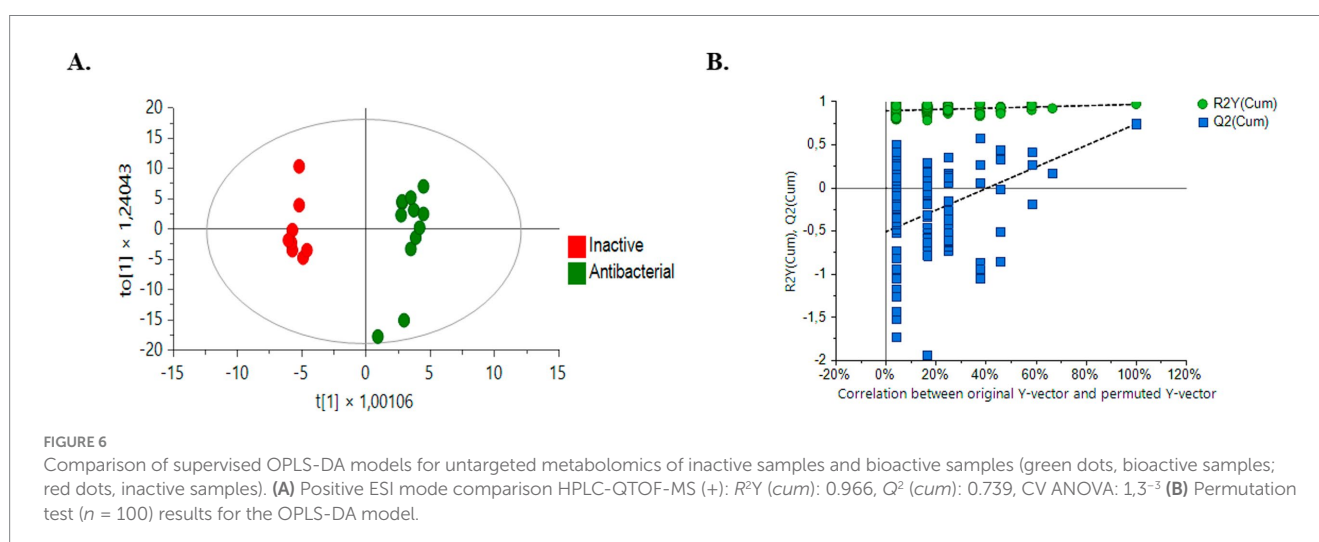 A.
20
15
10
5
0
-5
-10
-15
-20
-15 -10 -5 0 5 10 15
to[1] × 1,24043
t[1] × 1,00106
Inactive
Antibacterial
B.
1
0,5
0
-0,5
-1
-1,5
-2
-20% 0% 20% 40% 60% 80% 100% 120%
R2Y(Cum), Q2(Cum)
Correlation between original Y-vector and permuted Y-vector
R2Y(Cum)
Q2(Cum)
FIGURE 6
Comparison of supervised OPLS-DA models for untargeted metabolomics of inactive samples and bioactive samples (green dots, bioactive samples;
red dots, inactive samples). (A) Positive ESI mode comparison HPLC-QTOF-MS (+): R²Y (cum): 0.966, Q² (cum): 0.739, CV ANOVA: 1,3⁻³ (B) Permutation
test (n = 100) results for the OPLS-DA model.